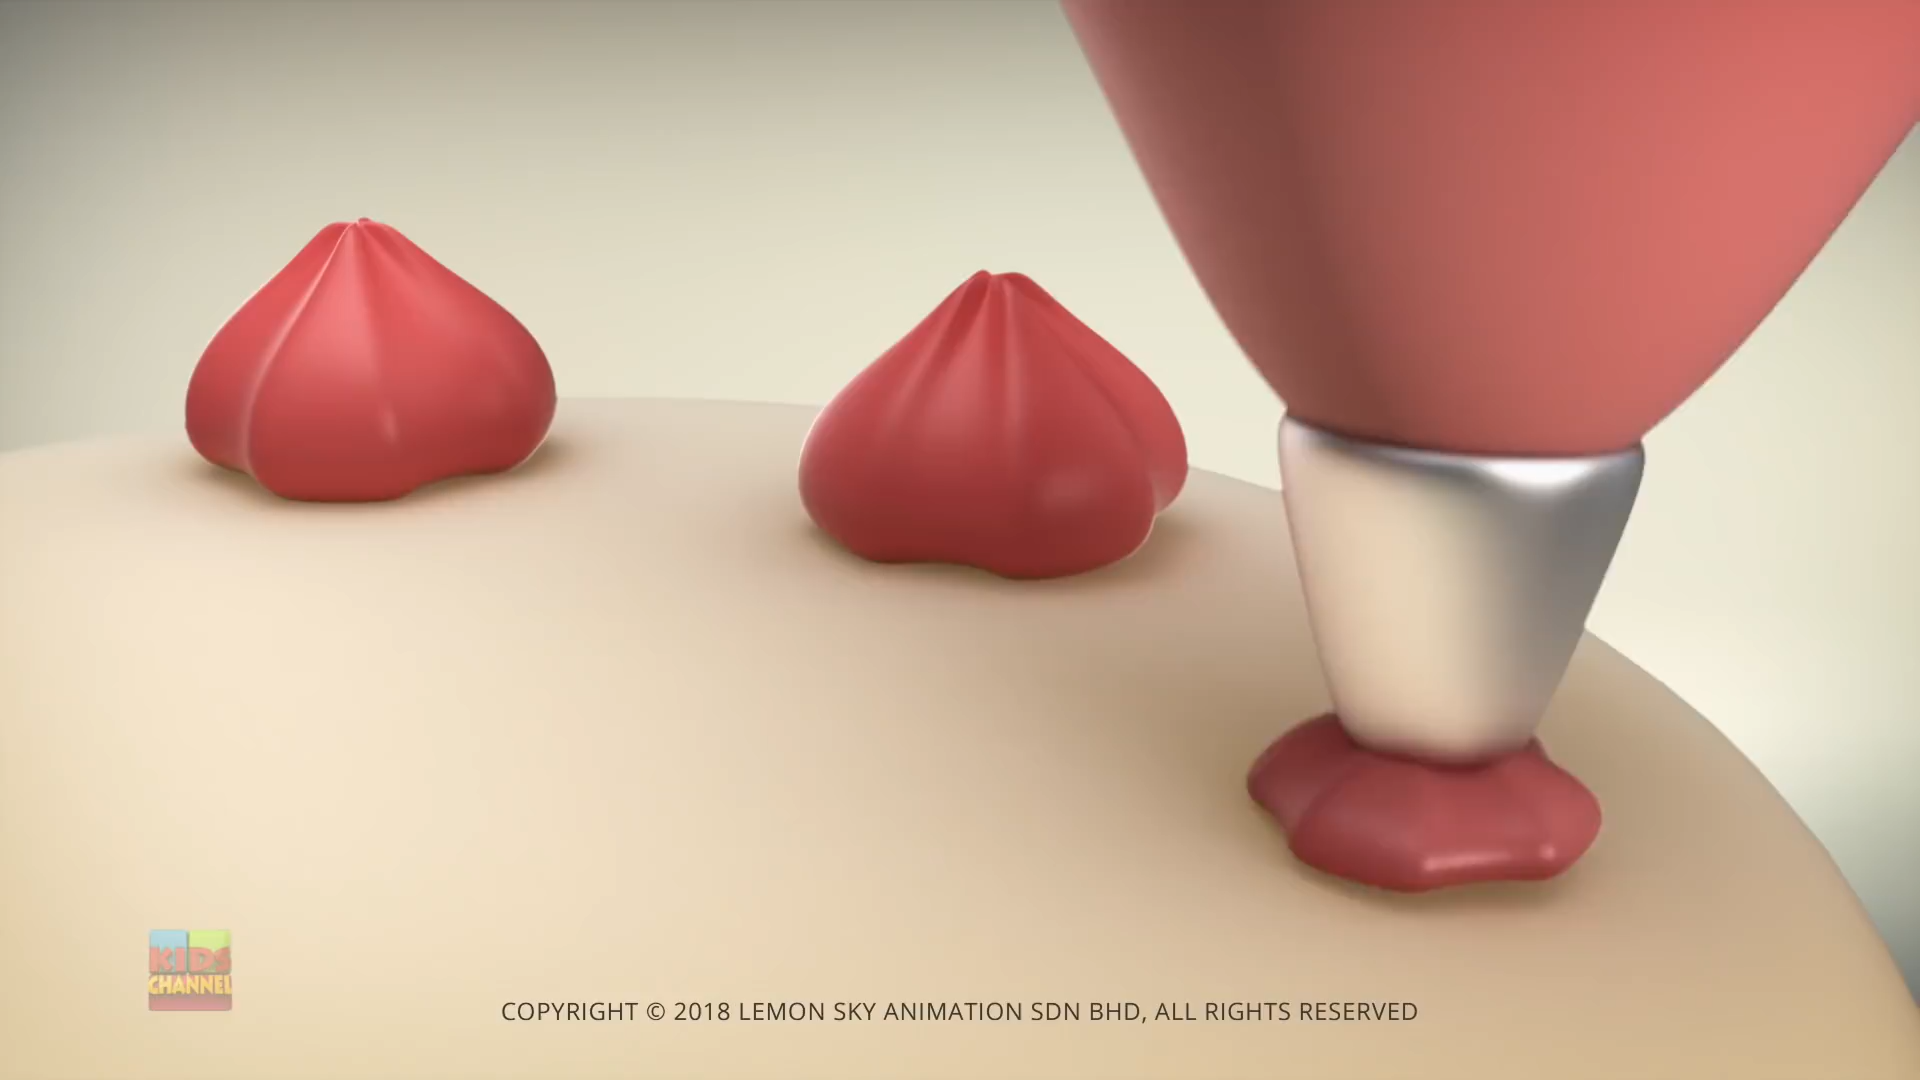 KIDS
CHANNEL
COPYRIGHT © 2018 LEMON SKY ANIMATION SDN BHD, ALL RIGHTS RESERVED